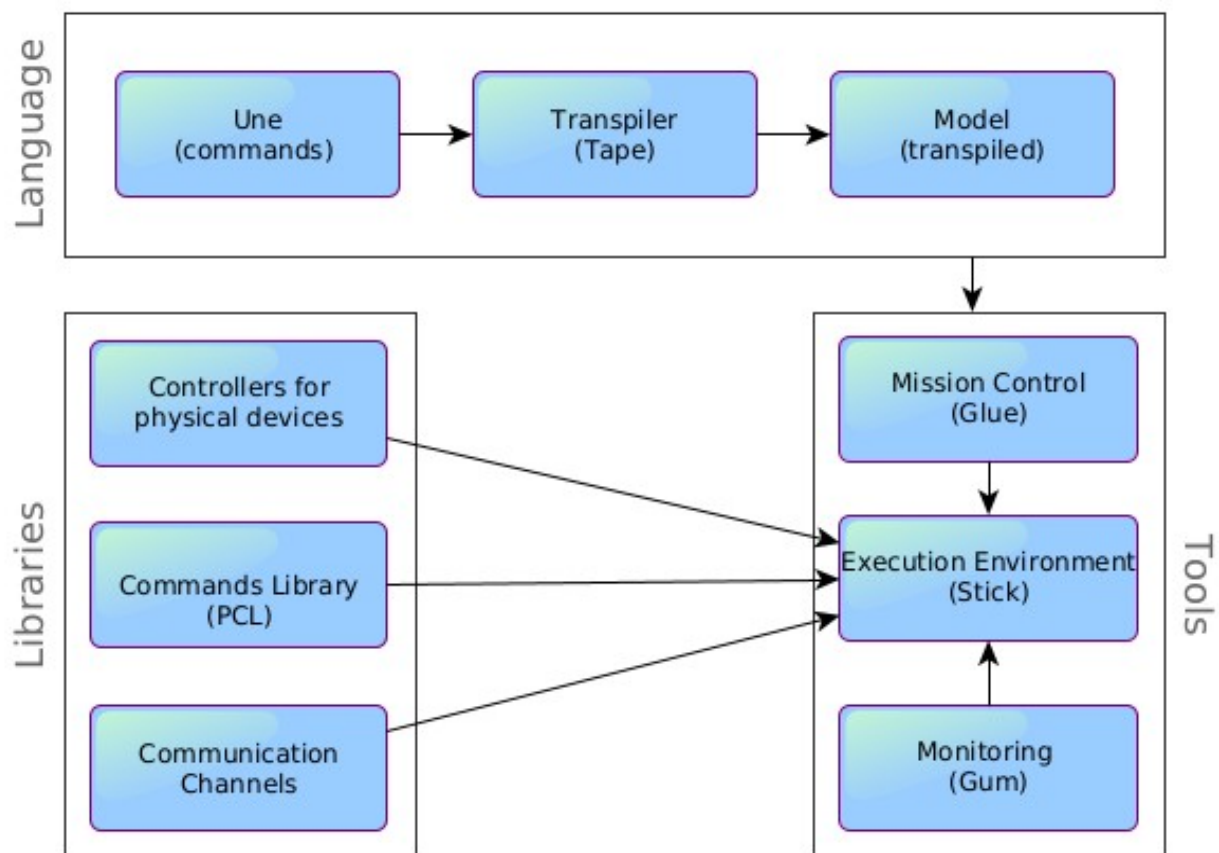 Language
Une
(commands)
Transpiler
(Tape)
Model
(transpiled)
Libraries
Controllers for
physical devices
Commands Library
(PCL)
Communication
Channels
Mission Control
(Glue)
Execution Environment
(Stick)
Monitoring
(Gum)
Tools